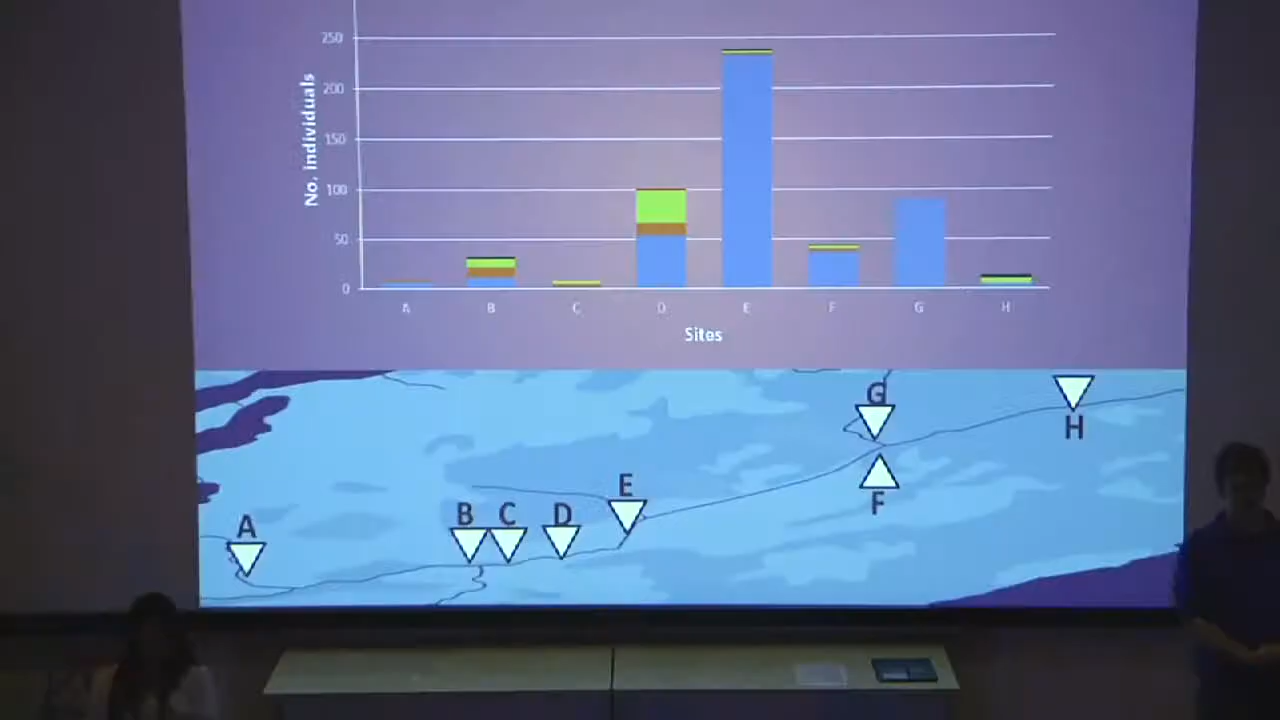 250
200
150
100
50
0
No. individuals
A B C D E F G H
Sites
G
H
E
F
B C D
A